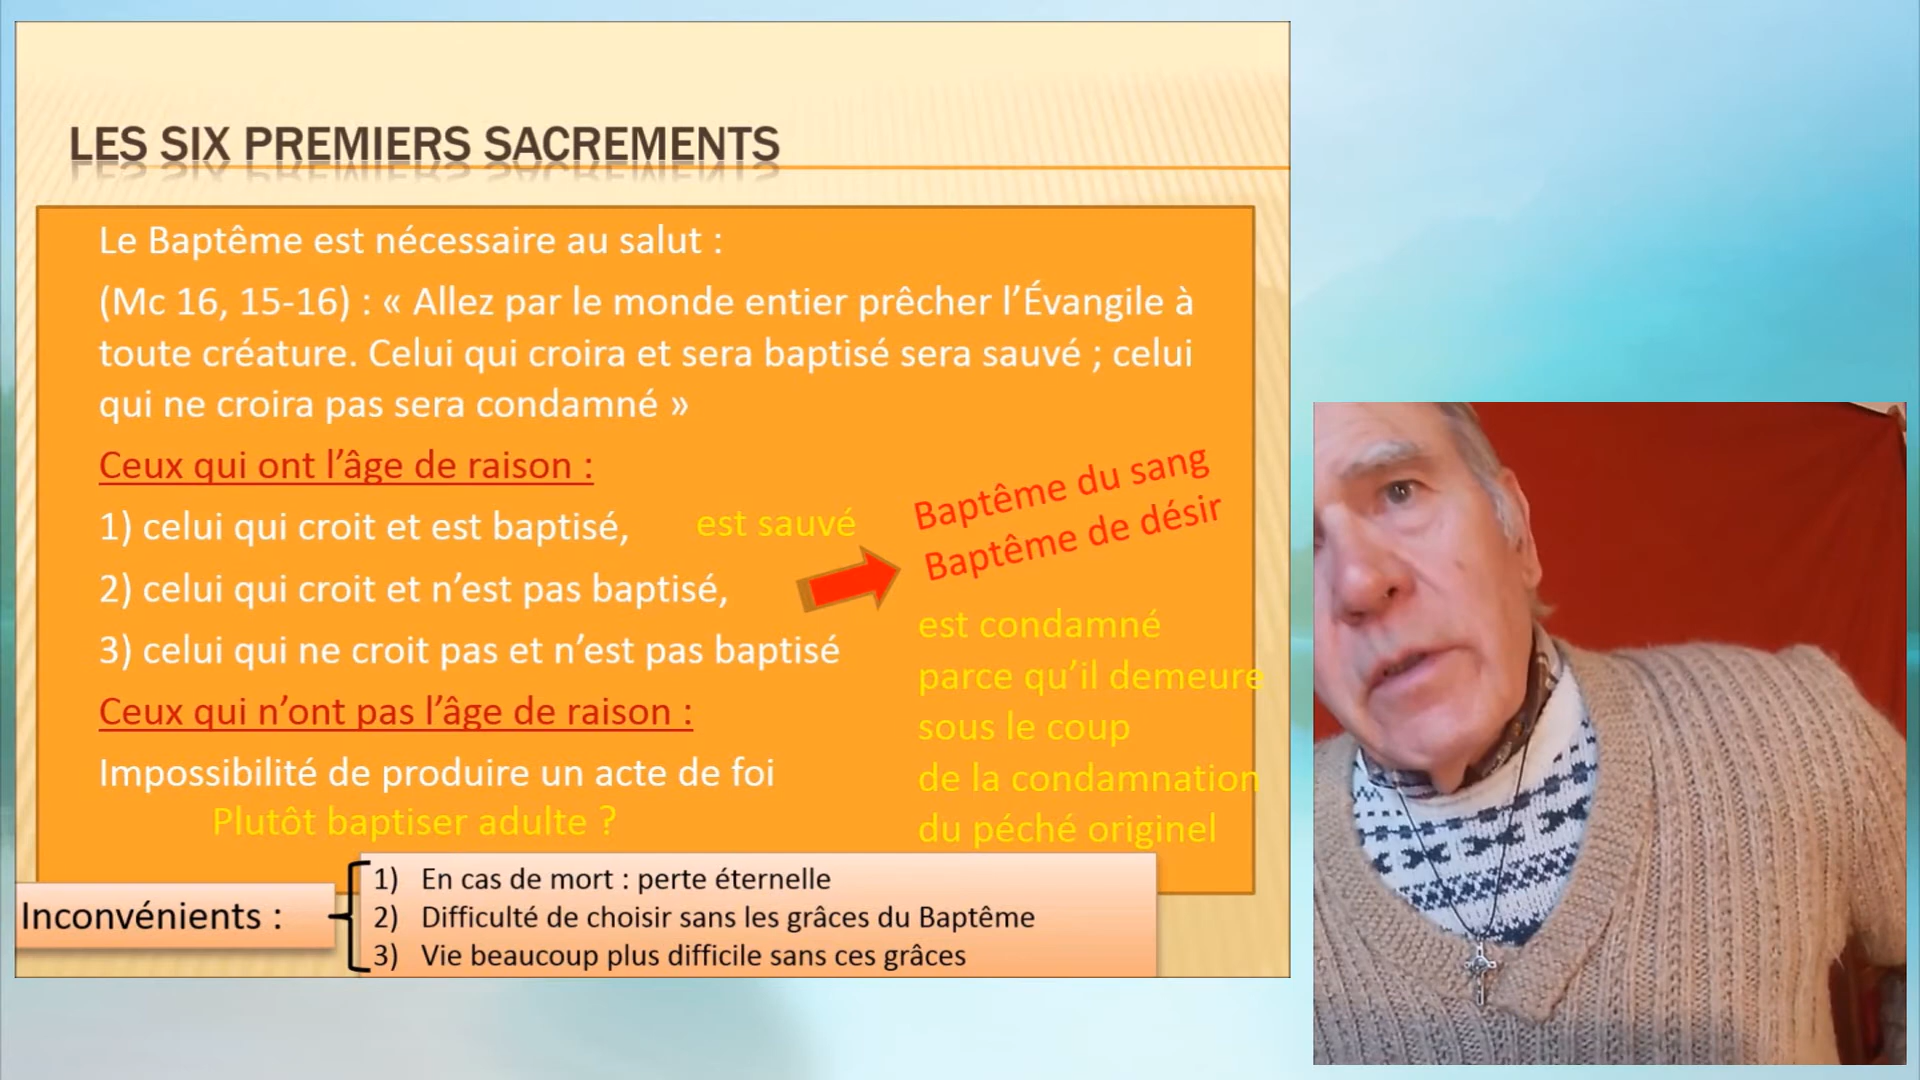 LES SIX PREMIERS SACREMENTS
Le Baptême est nécessaire au salut :
(Mc 16, 15-16) : « Allez par le monde entier prêcher l’Évangile à
toute créature. Celui qui croira et sera baptisé sera sauvé ; celui
qui ne croira pas sera condamné »
Ceux qui ont l’âge de raison :
1) celui qui croit et est baptisé,
est sauvé
2) celui qui croit et n’est pas baptisé,
Baptême du sang
Baptême de désir
3) celui qui ne croit pas et n’est pas baptisé
est condamné
parce qu’il demeure
sous le coup
de la condamnation
du péché originel
Ceux qui n’ont pas l’âge de raison :
Impossibilité de produire un acte de foi
Plutôt baptiser adulte ?
Inconvénients :
1) En cas de mort : perte éternelle
2) Difficulté de choisir sans les grâces du Baptême
3) Vie beaucoup plus difficile sans ces grâces